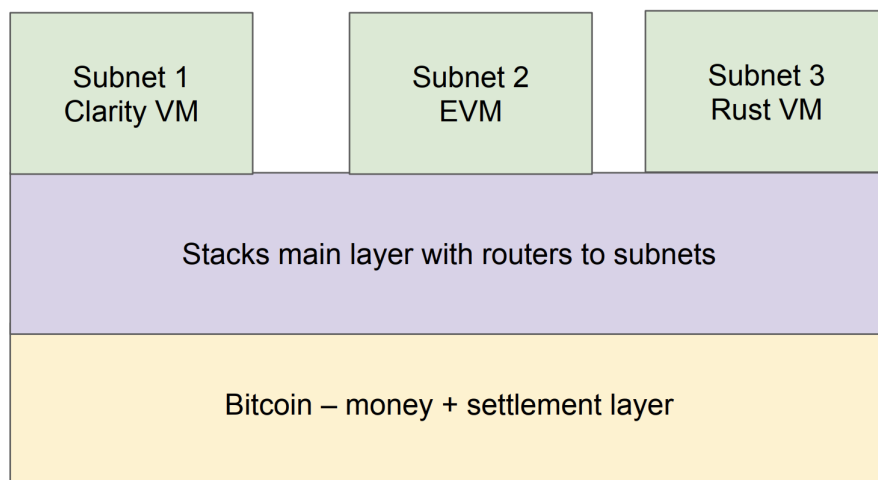 Subnet 1
Clarity VM
Subnet 2
EVM
Subnet 3
Rust VM
Stacks main layer with routers to subnets
Bitcoin – money + settlement layer